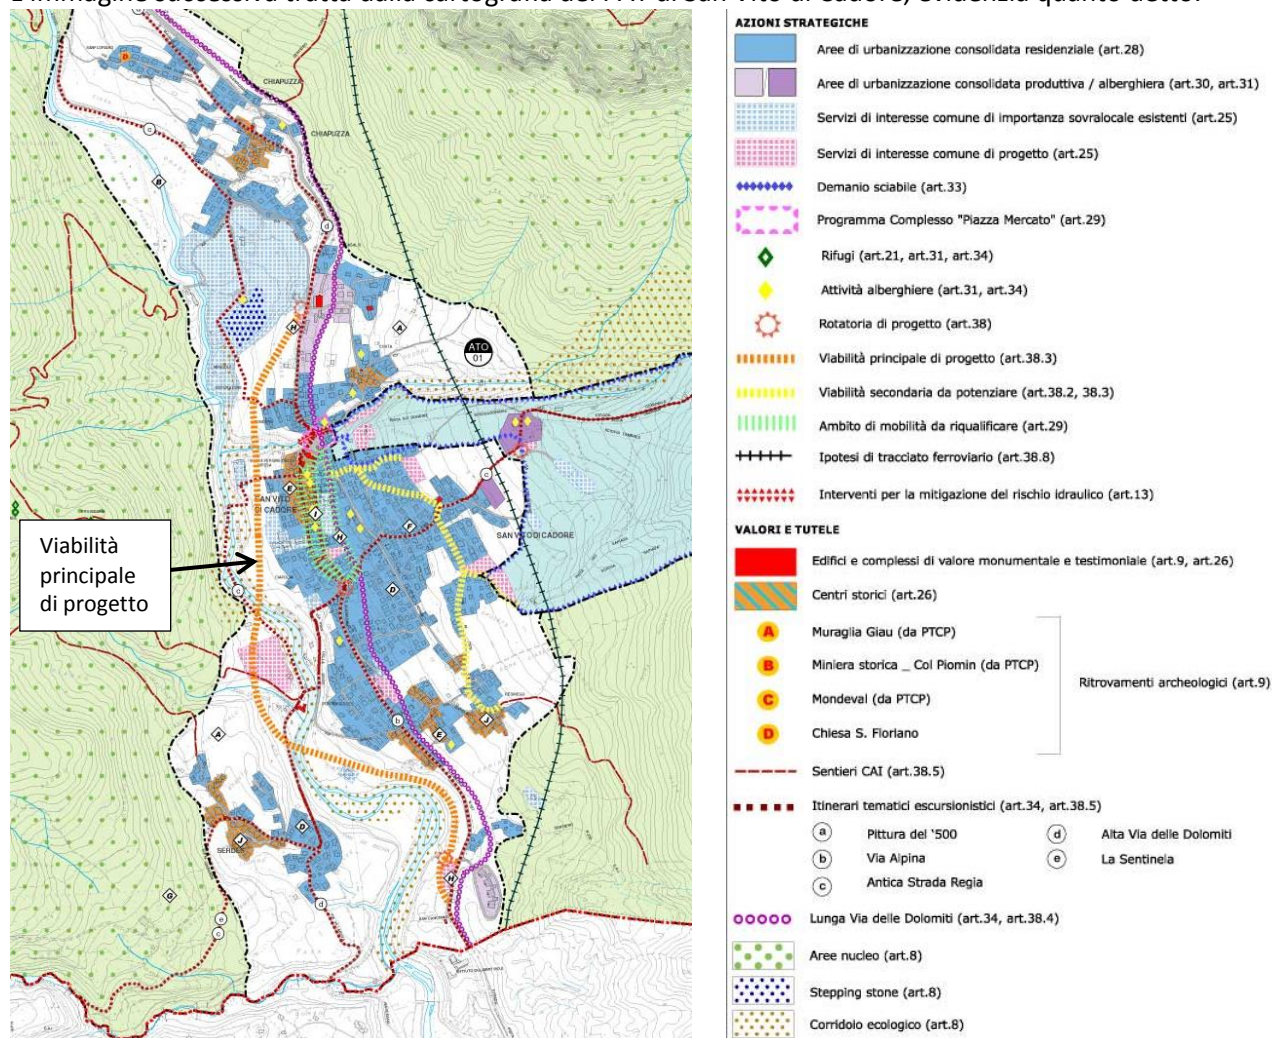 L'immagine successiva tratta dalla cartografia del PAT di San Vito di Cadore, evidenzia quanto detto.
CHIAPUZZA
CHIAPUZZA
c
B
d
H
A
ATO
01
E
SAN VITO
DI CADORE
I
H
F
c
SAN VITO DI CADORE
D
c
b
E
J
A
D
J
SERDES
H
G
e
c
d
Viabilità
principale
di progetto
AZIONI STRATEGICHE
Aree di urbanizzazione consolidata residenziale (art.28)
Aree di urbanizzazione consolidata produttiva / alberghiera (art.30, art.31)
Servizi di interesse comune di importanza sovralocale esistenti (art.25)
Servizi di interesse comune di progetto (art.25)
Demanio sciabile (art.33)
Programma Complesso "Piazza Mercato" (art.29)
Rifugi (art.21, art.31, art.34)
Attività alberghiere (art.31, art.34)
Rotatoria di progetto (art.38)
Viabilità principale di progetto (art.38.3)
Viabilità secondaria da potenziare (art.38.2, 38.3)
Ambito di mobilità da riqualificare (art.29)
Ipotesi di tracciato ferroviario (art.38.8)
Interventi per la mitigazione del rischio idraulico (art.13)
VALORI E TUTELE
Edifici e complessi di valore monumentale e testimoniale (art.9, art.26)
Centri storici (art.26)
A Muraglia Giau (da PTCP)
B Miniera storica _ Col Piomin (da PTCP)
C Mondeval (da PTCP)
D Chiesa S. Floriano
Ritrovamenti archeologici (art.9)
Sentieri CAI (art.38.5)
Itinerari tematici escursionistici (art.34, art.38.5)
a Pittura del '500 d Alta Via delle Dolomiti
b Via Alpina e La Sentinela
c Antica Strada Regia
Lunga Via delle Dolomiti (art.34, art.38.4)
Aree nucleo (art.8)
Stepping stone (art.8)
Corridoio ecologico (art.8)